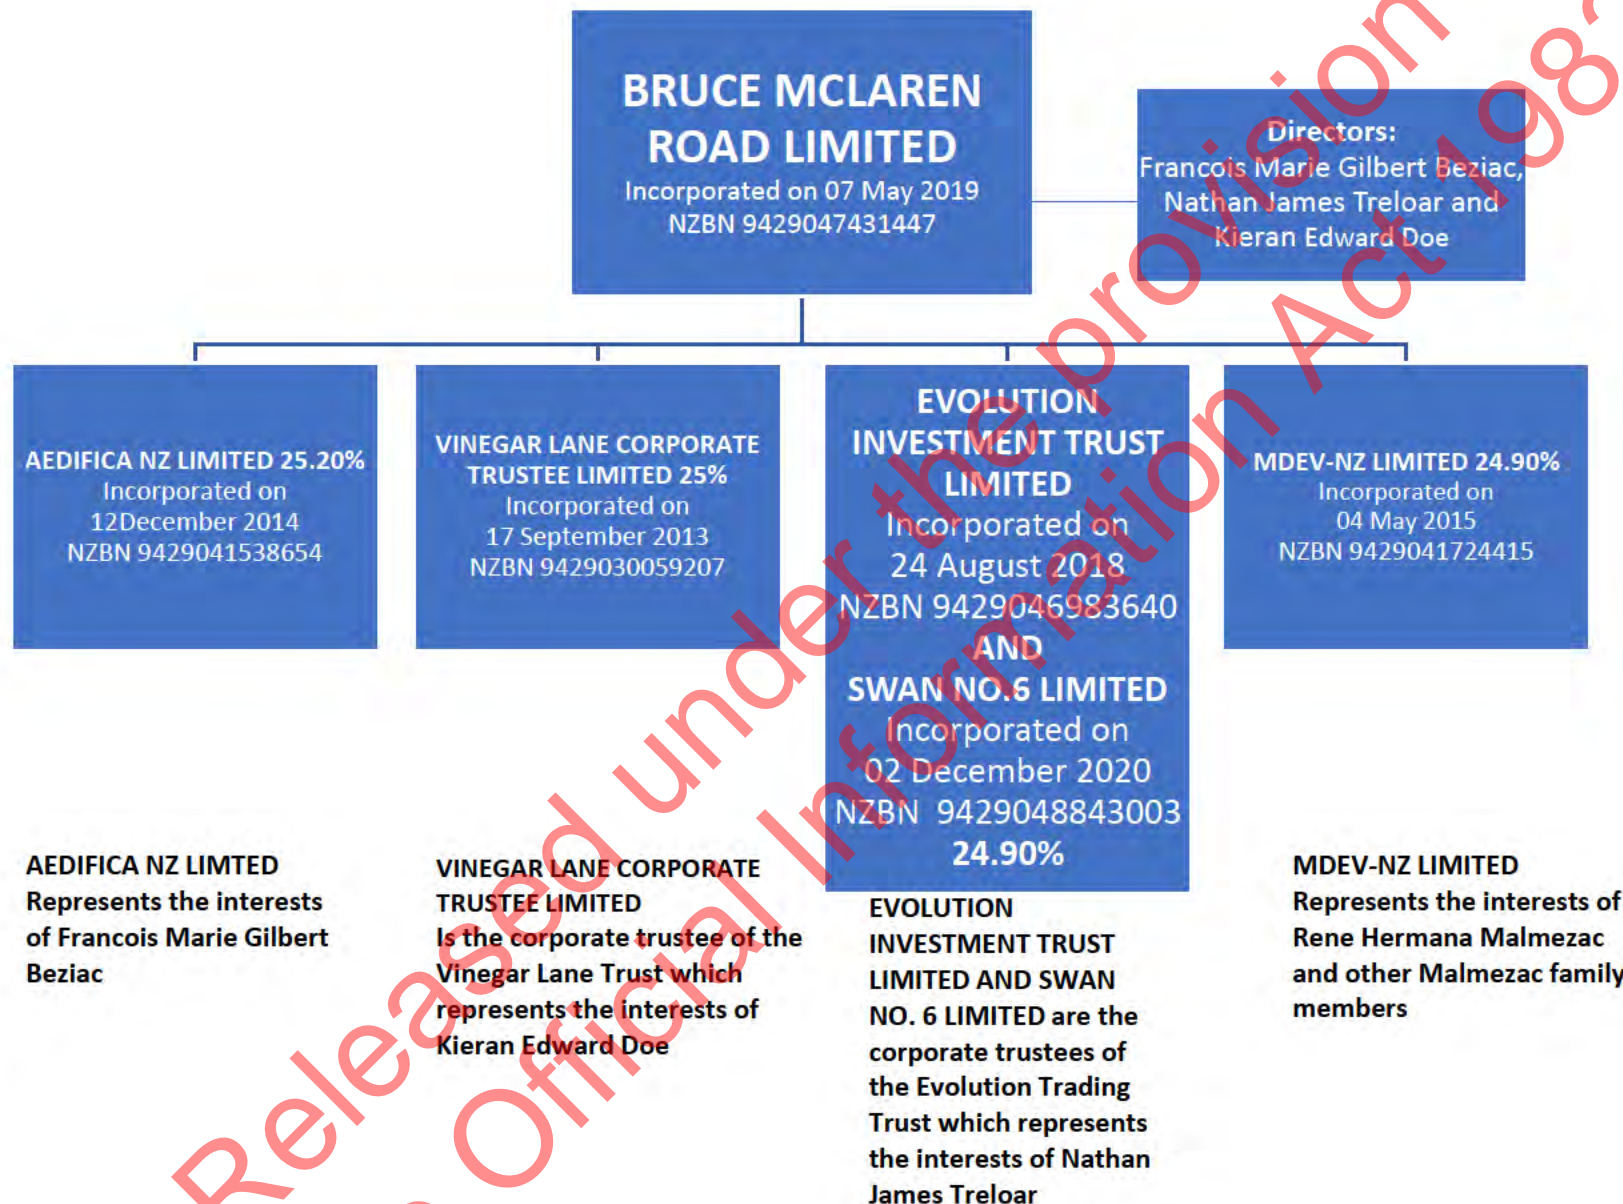 BRUCE MCLAREN
ROAD LIMITED
Incorporated on 07 May 2019
NZBN 9429047431447
Directors:
Francois Marie Gilbert Beziac,
Nathan James Treloar and
Kieran Edward Doe
AEDIFICA NZ LIMITED 25.20%
Incorporated on
12December 2014
NZBN 9429041538654
VINEGAR LANE CORPORATE
TRUSTEE LIMITED 25%
Incorporated on
17 September 2013
NZBN 9429030059207
EVOLUTION
INVESTMENT TRUST
LIMITED
Incorporated on
24 August 2018
NZBN 9429046983640
AND
SWAN NO.6 LIMITED
Incorporated on
02 December 2020
NZBN 9429048843003
24.90%
MDEV-NZ LIMITED 24.90%
Incorporated on
04 May 2015
NZBN 9429041724415
AEDIFICA NZ LIMTED
Represents the interests
of Francois Marie Gilbert
Beziac
VINEGAR LANE CORPORATE
TRUSTEE LIMITED
Is the corporate trustee of the
Vinegar Lane Trust which
represents the interests of
Kieran Edward Doe
EVOLUTION
INVESTMENT TRUST
LIMITED AND SWAN
NO. 6 LIMITED are the
corporate trustees of
the Evolution Trading
Trust which represents
the interests of Nathan
James Treloar
MDEV-NZ LIMITED
Represents the interests of
Rene Hermana Malmezac
and other Malmezac family
members
Released under the provision
Official Information Act 198